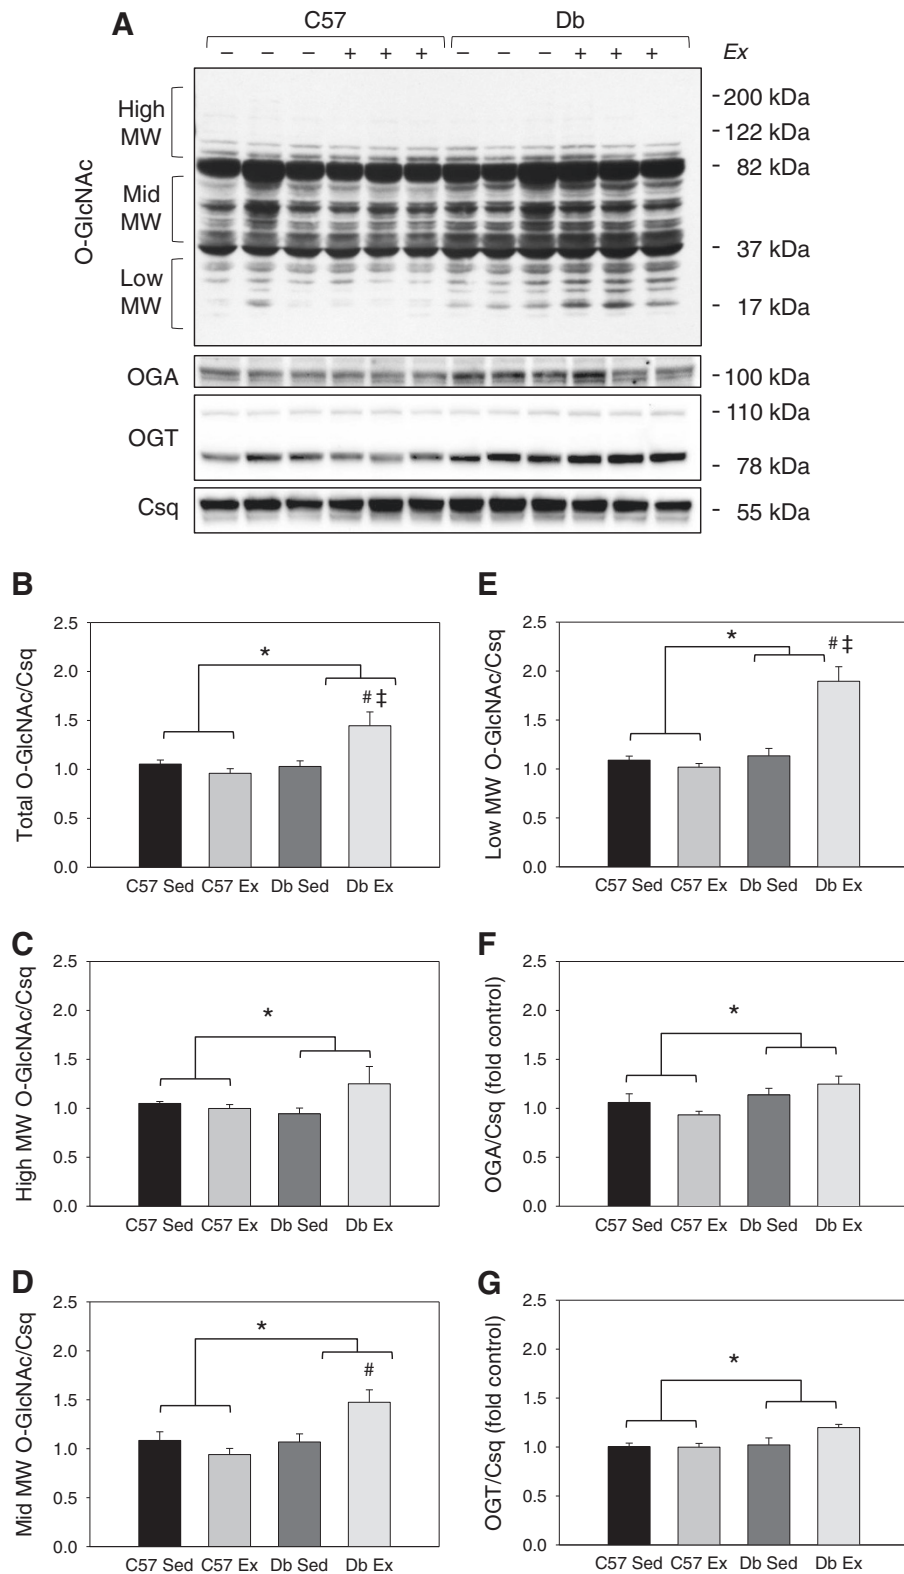 A
C57 Db
− − − + + + − − − + + + Ex
O-GlcNAc
High
MW
Mid
MW
Low
MW
- 200 kDa
- 122 kDa
- 82 kDa
- 37 kDa
- 17 kDa
OGA - 100 kDa
OGT
- 110 kDa
- 78 kDa
Csq - 55 kDa
B
Total O-GlcNAc/Csq
2.5
2.0
1.5
1.0
0.5
0.0
*
# ‡
C57 Sed C57 Ex Db Sed Db Ex
E
Low MW O-GlcNAc/Csq
2.5
2.0
1.5
1.0
0.5
0.0
*
# ‡
C57 Sed C57 Ex Db Sed Db Ex
C
High MW O-GlcNAc/Csq
2.5
2.0
1.5
1.0
0.5
0.0
*
C57 Sed C57 Ex Db Sed Db Ex
F
OGA/Csq (fold control)
2.5
2.0
1.5
1.0
0.5
0.0
*
C57 Sed C57 Ex Db Sed Db Ex
D
Mid MW O-GlcNAc/Csq
2.5
2.0
1.5
1.0
0.5
0.0
*
#
C57 Sed C57 Ex Db Sed Db Ex
G
OGT/Csq (fold control)
2.5
2.0
1.5
1.0
0.5
0.0
*
C57 Sed C57 Ex Db Sed Db Ex